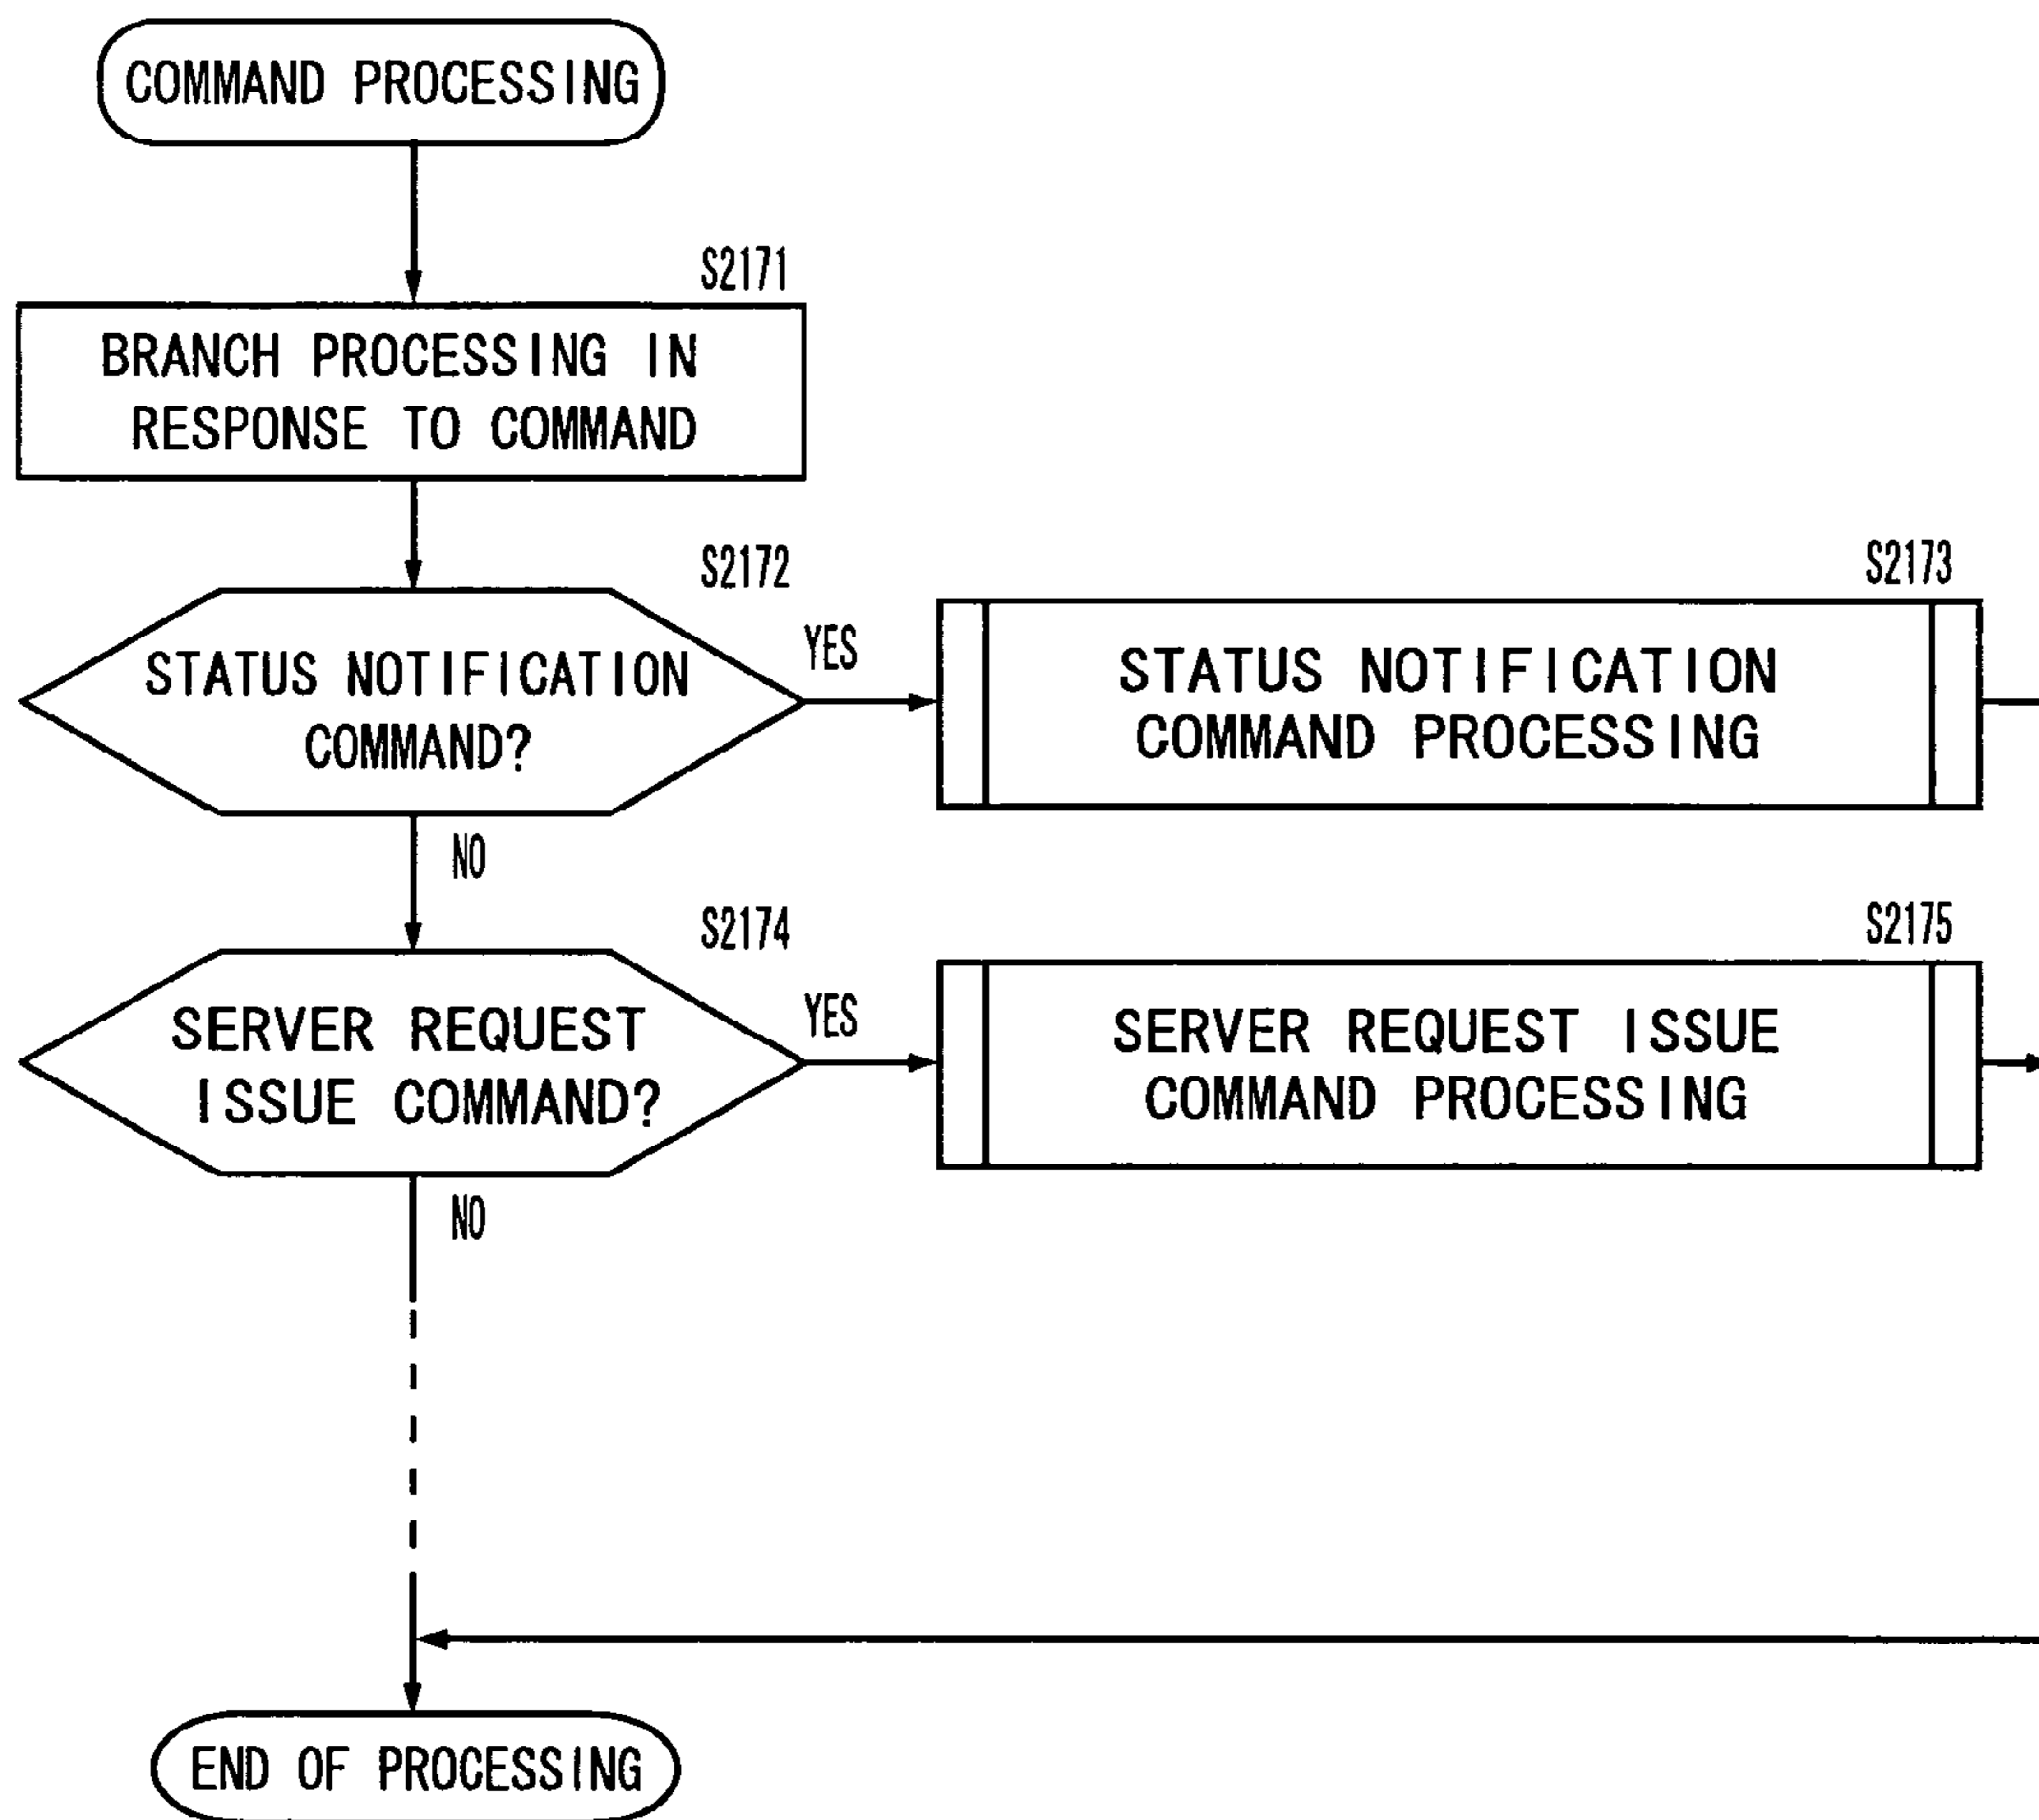 COMMAND PROCESSING
S2171
BRANCH PROCESSING IN
RESPONSE TO COMMAND
S2172
STATUS NOTIFICATION
COMMAND?
YES
S2173
STATUS NOTIFICATION
COMMAND PROCESSING
NO
S2174
SERVER REQUEST
ISSUE COMMAND?
YES
S2175
SERVER REQUEST ISSUE
COMMAND PROCESSING
NO
END OF PROCESSING